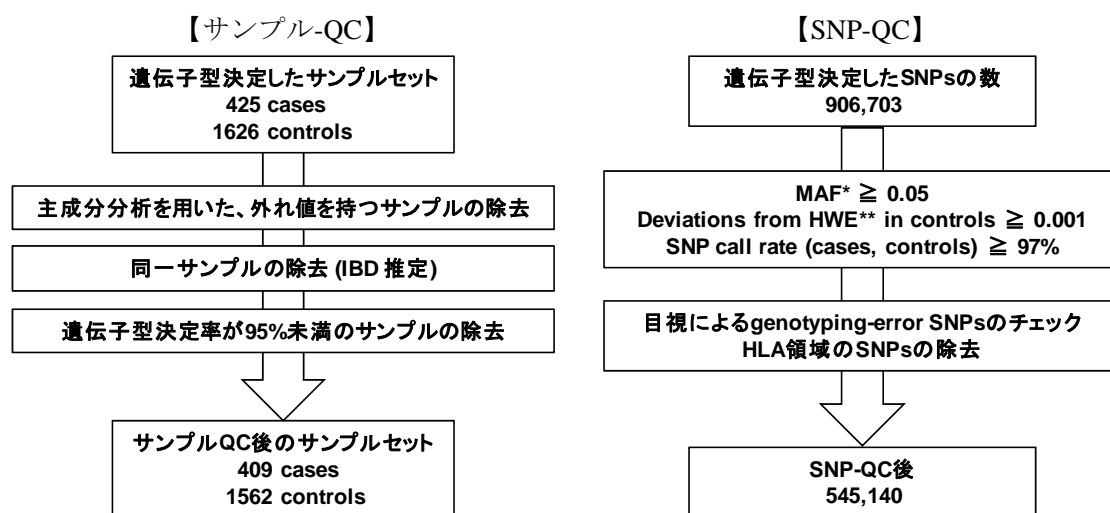 【サンプル-QC】
遺伝子型決定したサンプルセット
425 cases
1626 controls
主成分分析を用いた、外れ値を持つサンプルの除去
同一サンプルの除去 (IBD 推定)
遺伝子型決定率が95%未満のサンプルの除去
サンプルQC後のサンプルセット
409 cases
1562 controls
【SNP-QC】
遺伝子型決定したSNPsの数
906,703
MAF* ≧ 0.05
Deviations from HWE** in controls ≧ 0.001
SNP call rate (cases, controls) ≧ 97%
目視によるgenotyping-error SNPsのチェック
HLA領域のSNPsの除去
SNP-QC後
545,140